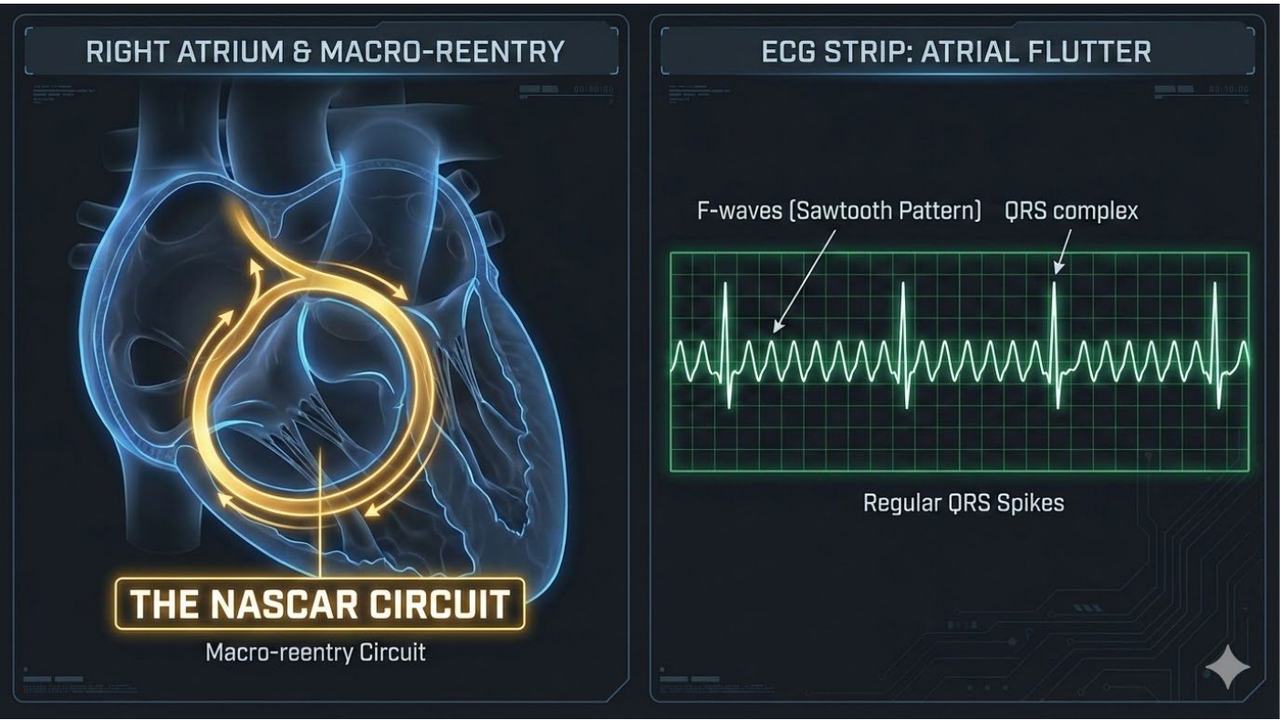 RIGHT ATRIUM & MACRO-REENTRY
THE NASCAR CIRCUIT
Macro-reentry Circuit
ECG STRIP: ATRIAL FLUTTER
F-waves (Sawtooth Pattern) QRS complex
Regular QRS Spikes